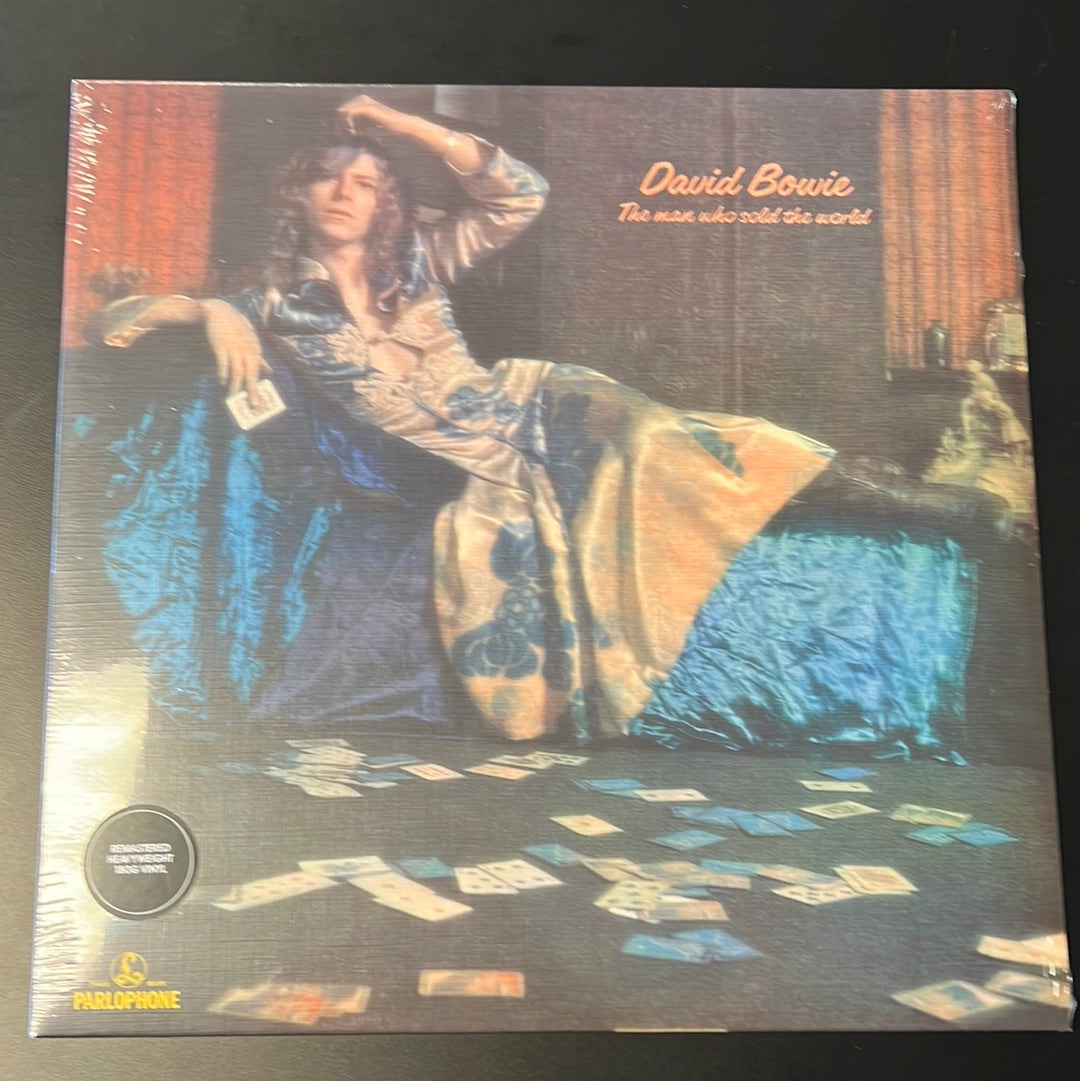 David Bowie
The man who sold the world
REMASTERED
HEAVYWEIGHT
180G VINYL
PARLOPHONE